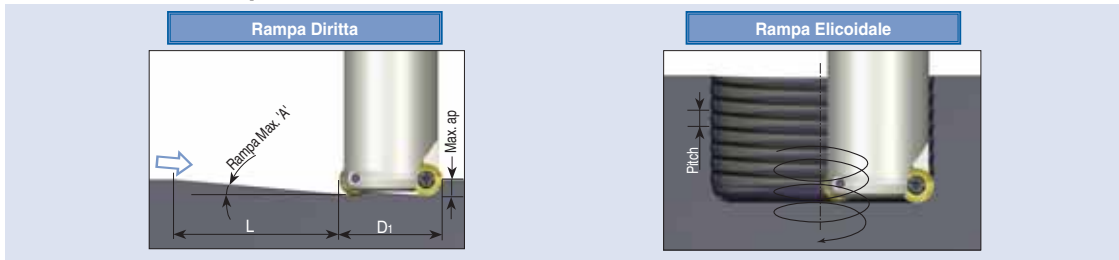 Rampa Diritta
Rampa Max. 'A'
Max. ap
L
D1
Rampa Elicoidale
Pitch